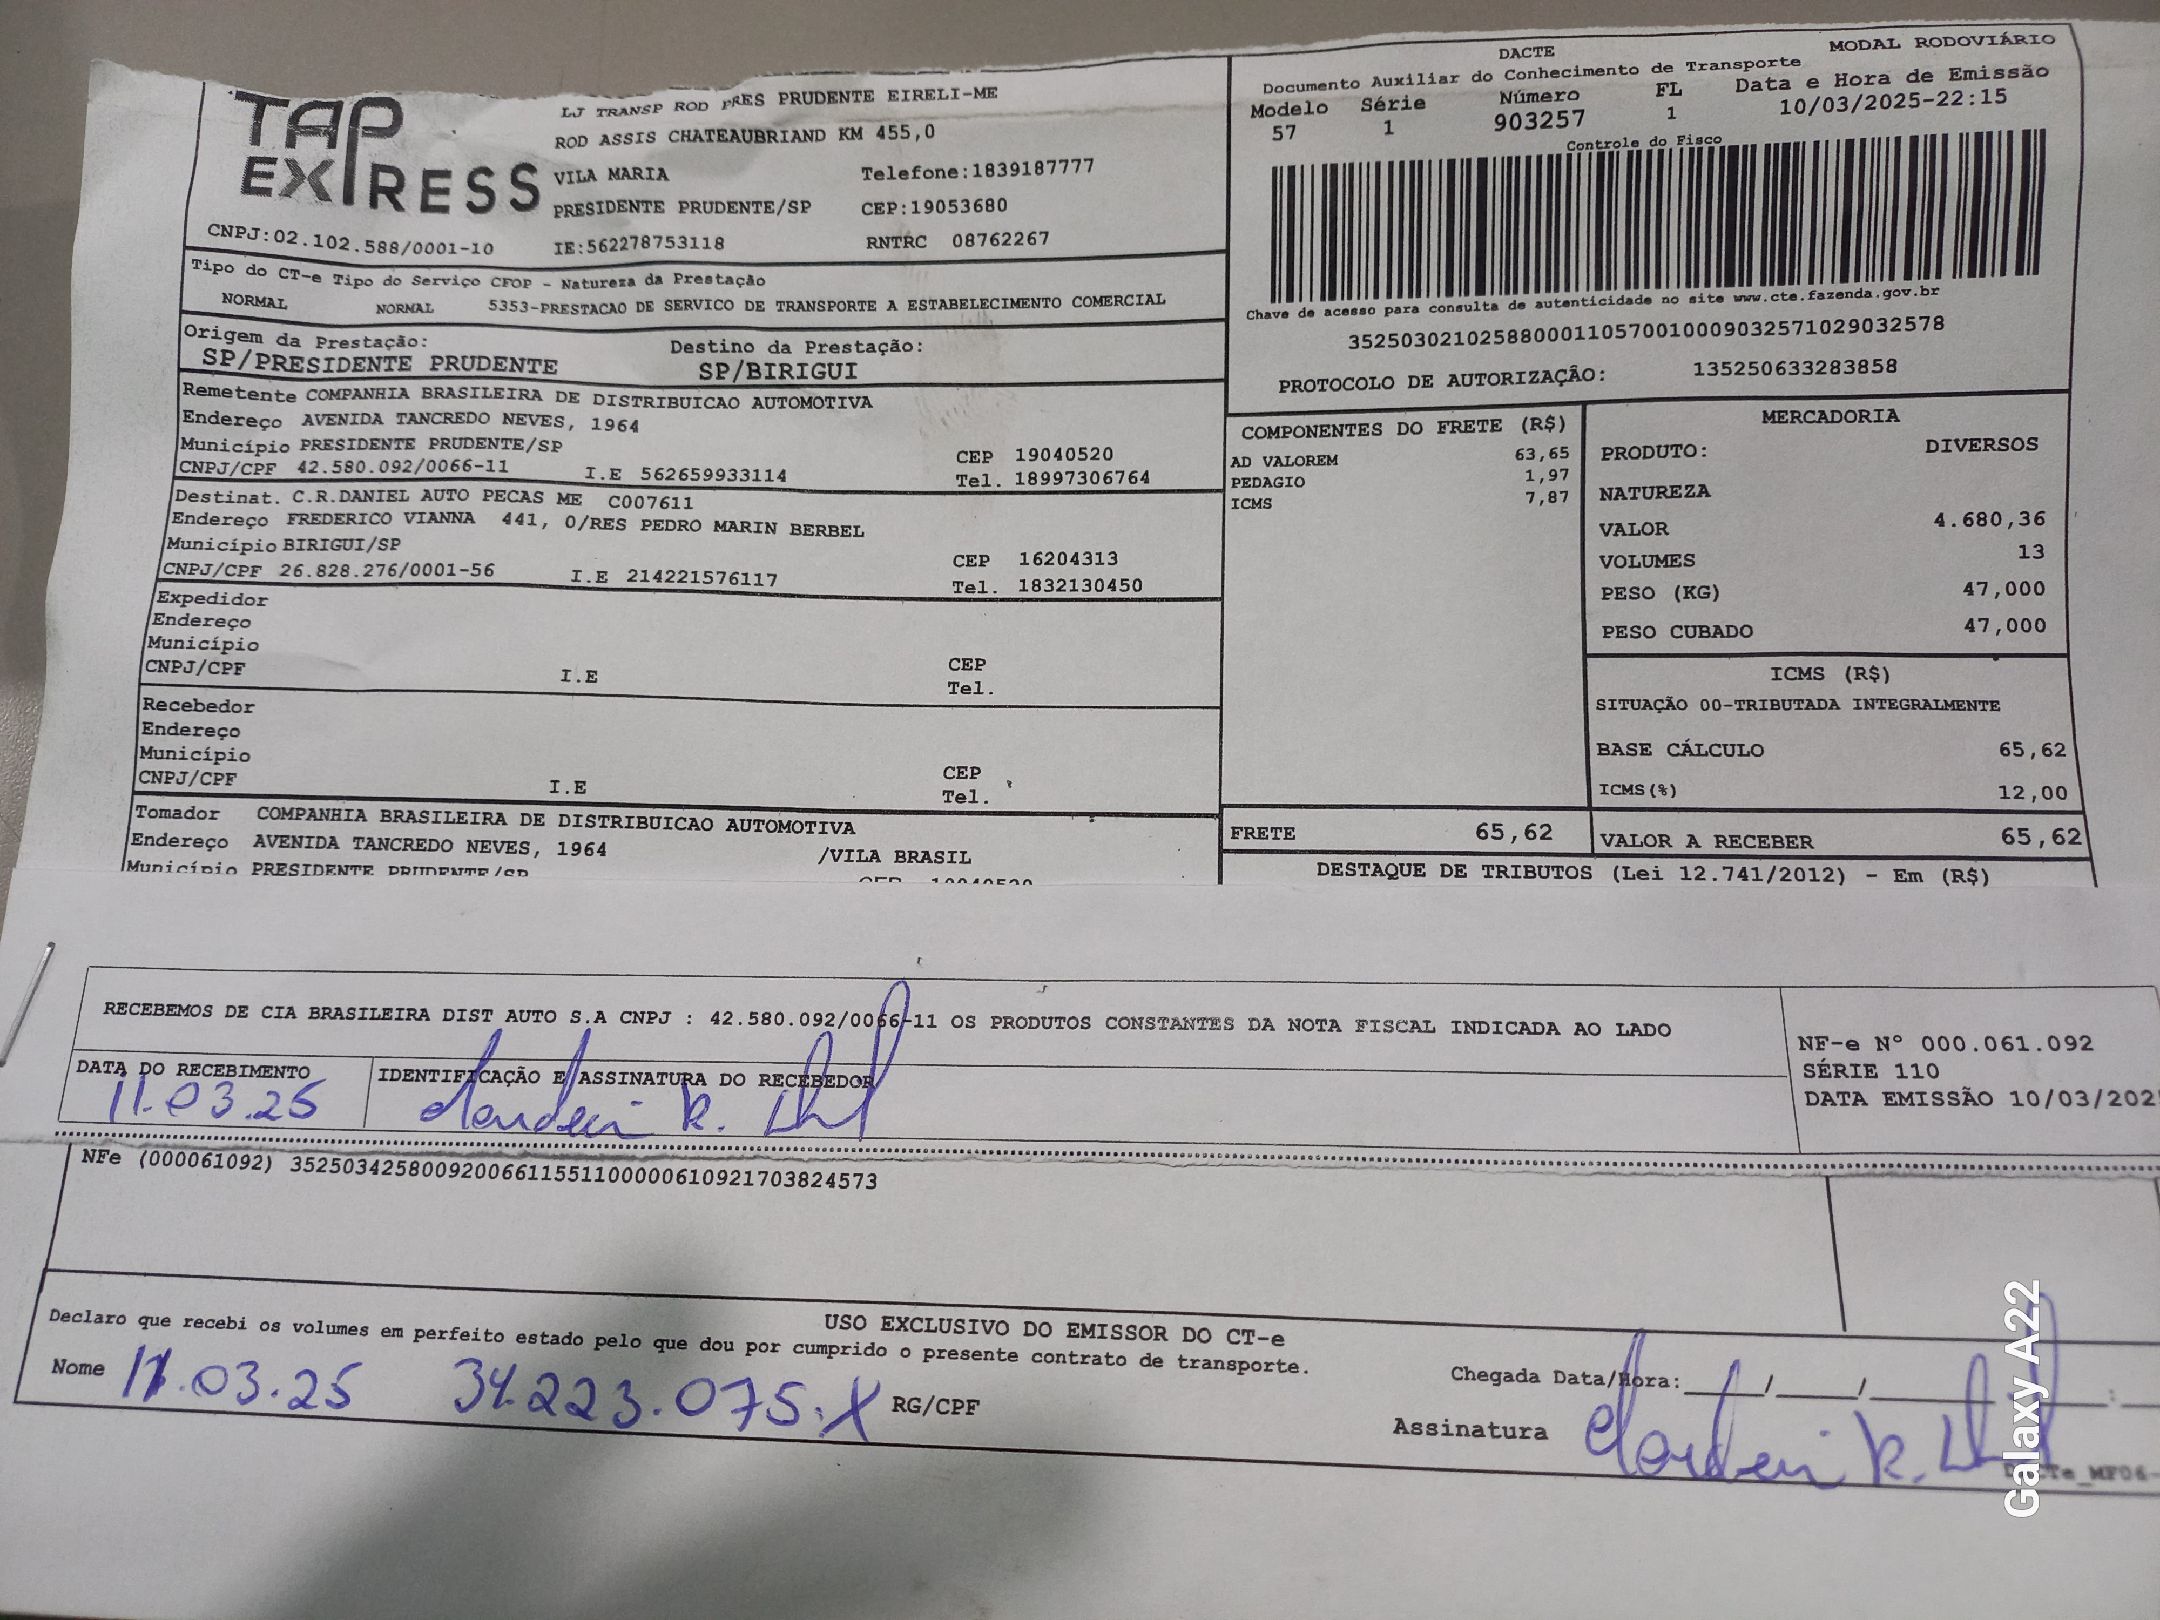 TAP EXPRESS
LJ TRANSP ROD PRES PRUDENTE EIRELI-ME
ROD ASSIS CHATEAUBRIAND KM 455,0
VILA MARIA Telefone:1839187777
PRESIDENTE PRUDENTE/SP CEP:19053680
CNPJ:02.102.588/0001-10 IE:562278753118 RNTRC 08762267
DACTE MODAL RODOVIÁRIO
Documento Auxiliar do Conhecimento de Transporte
Modelo Série Número FL Data e Hora de Emissão
57 1 903257 1 10/03/2025-22:15
Controle do Fisco
Chave de acesso para consulta de autenticidade no site www.cte.fazenda.gov.br
35250302102588000110570010009032571029032578
PROTOCOLO DE AUTORIZAÇÃO: 135250633283858
Tipo do CT-e Tipo do Serviço CFOP - Natureza da Prestação
NORMAL NORMAL 5353-PRESTACAO DE SERVICO DE TRANSPORTE A ESTABELECIMENTO COMERCIAL
Origem da Prestação: Destino da Prestação:
SP/PRESIDENTE PRUDENTE SP/BIRIGUI
Remetente COMPANHIA BRASILEIRA DE DISTRIBUICAO AUTOMOTIVA
Endereço AVENIDA TANCREDO NEVES, 1964
Município PRESIDENTE PRUDENTE/SP CEP 19040520
CNPJ/CPF 42.580.092/0066-11 I.E 562659933114 Tel. 18997306764
Destinat. C.R.DANIEL AUTO PECAS ME C007611
Endereço FREDERICO VIANNA 441, 0/RES PEDRO MARIN BERBEL
Município BIRIGUI/SP CEP 16204313
CNPJ/CPF 26.828.276/0001-56 I.E 214221576117 Tel. 1832130450
Expedidor
Endereço
Município CEP
CNPJ/CPF I.E Tel.
Recebedor
Endereço
Município CEP
CNPJ/CPF I.E Tel.
Tomador COMPANHIA BRASILEIRA DE DISTRIBUICAO AUTOMOTIVA
Endereço AVENIDA TANCREDO NEVES, 1964 /VILA BRASIL
Município PRESIDENTE PRUDENTE/SP CEP 19040520
COMPONENTES DO FRETE (R$)
AD VALOREM 63,65
PEDAGIO 1,97
ICMS 7,87
FRETE 65,62
MERCADORIA
PRODUTO: DIVERSOS
NATUREZA
VALOR 4.680,36
VOLUMES 13
PESO (KG) 47,000
PESO CUBADO 47,000
ICMS (R$)
SITUAÇÃO 00-TRIBUTADA INTEGRALMENTE
BASE CÁLCULO 65,62
ICMS(%) 12,00
VALOR A RECEBER 65,62
DESTAQUE DE TRIBUTOS (Lei 12.741/2012) - Em (R$)
RECEBEMOS DE CIA BRASILEIRA DIST AUTO S.A CNPJ : 42.580.092/0066-11 OS PRODUTOS CONSTANTES DA NOTA FISCAL INDICADA AO LADO
DATA DO RECEBIMENTO IDENTIFICAÇÃO E ASSINATURA DO RECEBEDOR
11.03.25
NF-e N° 000.061.092
SÉRIE 110
DATA EMISSÃO 10/03/202
NFe (000061092) 35250342580092006611551100000610921703824573
USO EXCLUSIVO DO EMISSOR DO CT-e
Declaro que recebi os volumes em perfeito estado pelo que dou por cumprido o presente contrato de transporte.
Nome 11.03.25 34.223.075.X RG/CPF
Chegada Data/Hora:____/____/____ :
Assinatura
Galaxy A22